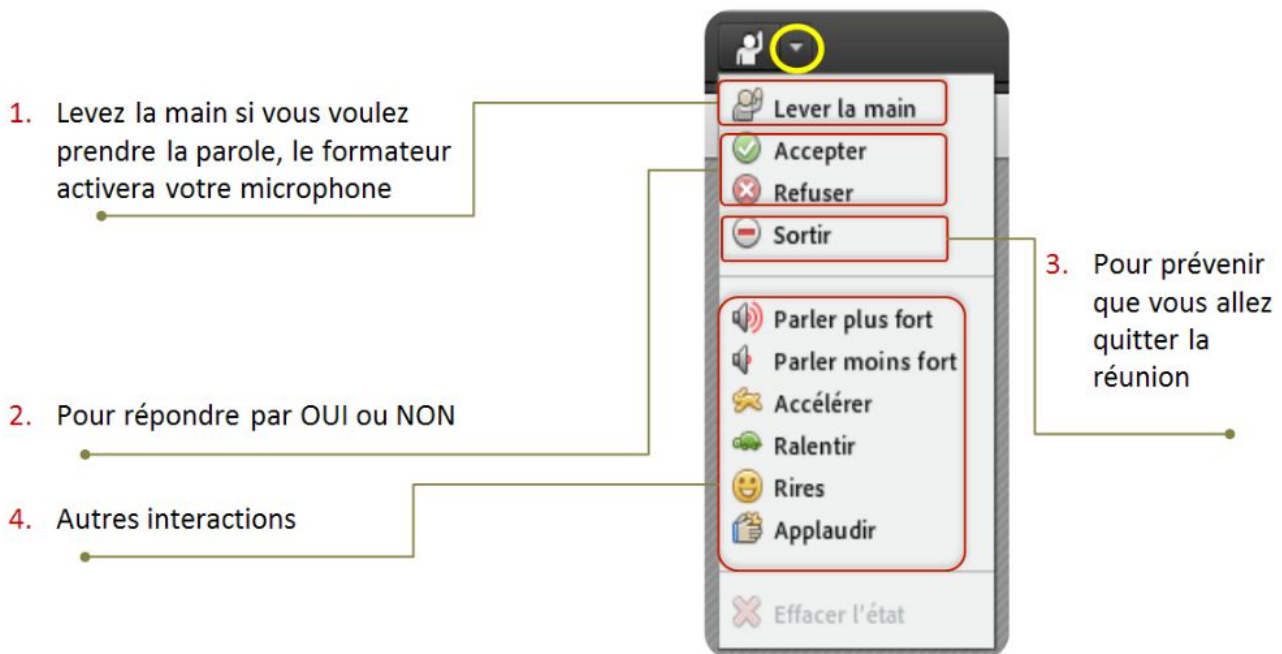 1. Levez la main si vous voulez
prendre la parole, le formateur
activera votre microphone
2. Pour répondre par OUI ou NON
4. Autres interactions
Lever la main
Accepter
Refuser
Sortir
Parler plus fort
Parler moins fort
Accélérer
Ralentir
Rires
Applaudir
Effacer l'état
3. Pour prévenir
que vous allez
quitter la
réunion